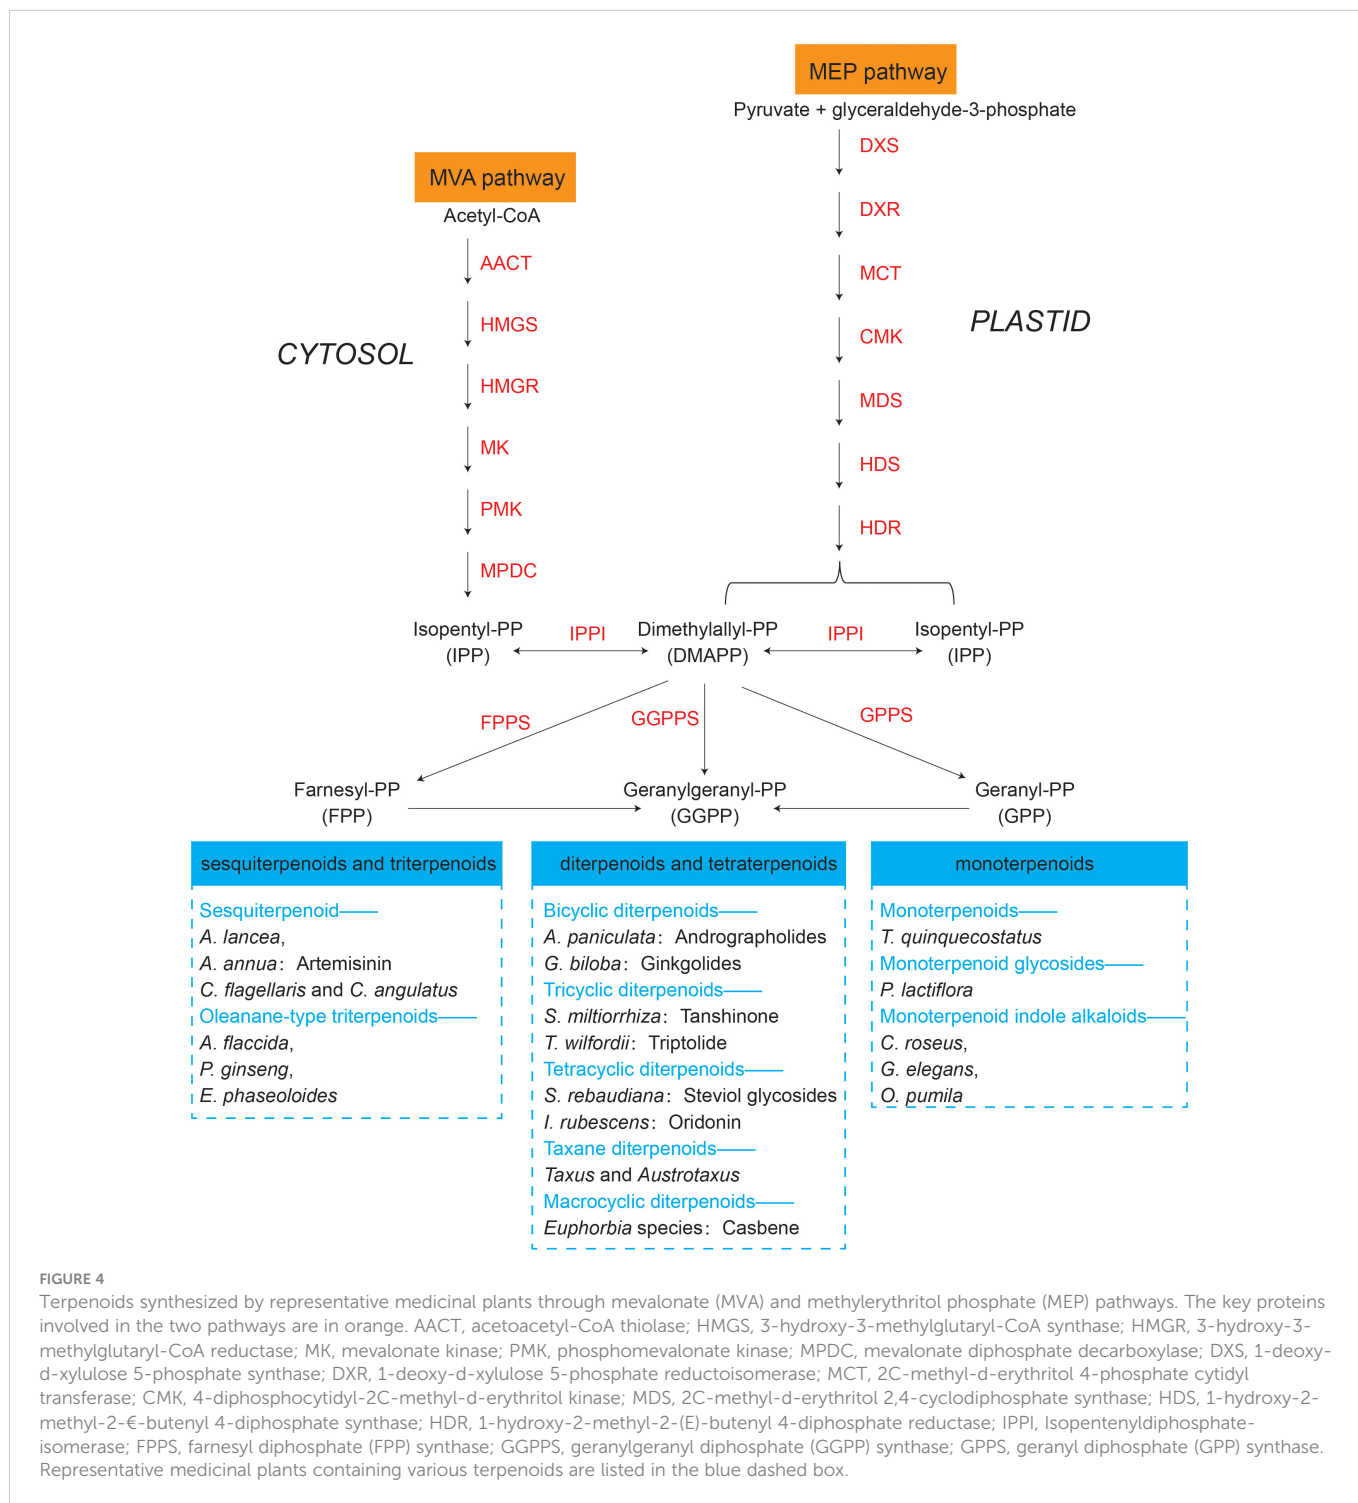 MEP pathway
Pyruvate + glyceraldehyde-3-phosphate
DXS
DXR
MCT
CMK
MDS
HDS
HDR
PLASTID
MVA pathway
Acetyl-CoA
AACT
HMGS
HMGR
MK
PMK
MPDC
CYTOSOL
Isopentyl-PP
(IPP)
IPPI
Dimethylallyl-PP
(DMAPP)
IPPI
Isopentyl-PP
(IPP)
FPPS
GGPPS
GPPS
Farnesyl-PP
(FPP)
Geranylgeranyl-PP
(GGPP)
Geranyl-PP
(GPP)
sesquiterpenoids and triterpenoids
Sesquiterpenoid——
A. lancea,
A. annua: Artemisinin
C. flagellaris and C. angulatus
Oleanane-type triterpenoids——
A. flaccida,
P. ginseng,
E. phaseoloides
diterpenoids and tetraterpenoids
Bicyclic diterpenoids——
A. paniculata: Andrographolides
G. biloba: Ginkgolides
Tricyclic diterpenoids——
S. miltiorrhiza: Tanshinone
T. wilfordii: Triptolide
Tetracyclic diterpenoids——
S. rebaudiana: Steviol glycosides
I. rubescens: Oridonin
Taxane diterpenoids——
Taxus and Austrotaxus
Macrocyclic diterpenoids——
Euphorbia species: Casbene
monoterpenoids
Monoterpenoids——
T. quinquecostatus
Monoterpenoid glycosides——
P. lactiflora
Monoterpenoid indole alkaloids——
C. roseus,
G. elegans,
O. pumila
FIGURE 4
Terpenoids synthesized by representative medicinal plants through mevalonate (MVA) and methylerythritol phosphate (MEP) pathways. The key proteins
involved in the two pathways are in orange. AACT, acetoacetyl-CoA thiolase; HMGS, 3-hydroxy-3-methylglutaryl-CoA synthase; HMGR, 3-hydroxy-3-
methylglutaryl-CoA reductase; MK, mevalonate kinase; PMK, phosphomevalonate kinase; MPDC, mevalonate diphosphate decarboxylase; DXS, 1-deoxy-
d-xylulose 5-phosphate synthase; DXR, 1-deoxy-d-xylulose 5-phosphate reductoisomerase; MCT, 2C-methyl-d-erythritol 4-phosphate cytidyl
transferase; CMK, 4-diphosphocytidyl-2C-methyl-d-erythritol kinase; MDS, 2C-methyl-d-erythritol 2,4-cyclodiphosphate synthase; HDS, 1-hydroxy-2-
methyl-2-€-butenyl 4-diphosphate synthase; HDR, 1-hydroxy-2-methyl-2-(E)-butenyl 4-diphosphate reductase; IPPI, Isopentenyldiphosphate-
isomerase; FPPS, farnesyl diphosphate (FPP) synthase; GGPPS, geranylgeranyl diphosphate (GGPP) synthase; GPPS, geranyl diphosphate (GPP) synthase.
Representative medicinal plants containing various terpenoids are listed in the blue dashed box.